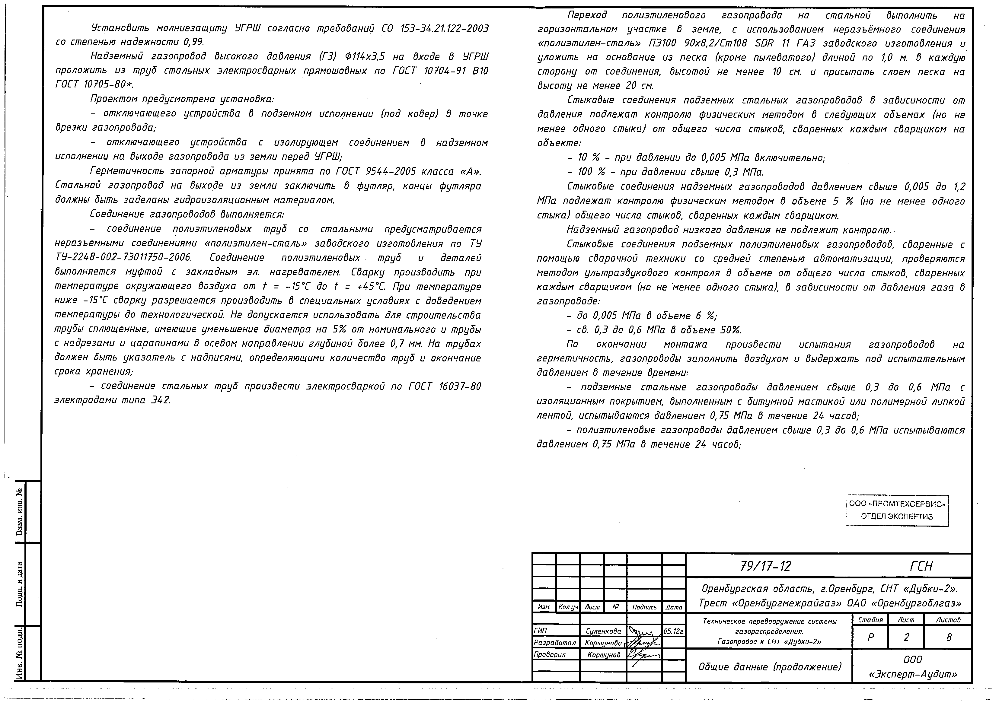 Установить молниезащиту УГРШ согласно требований СО 153-34.21.122-2003
со степенью надежности 0,99.
Надземный газопровод высокого давления (Г3) Ф114х3,5 на входе в УГРШ
проложить из труб стальных электросварных прямошовных по ГОСТ 10704-91 В10
ГОСТ 10705-80*.
Проектом предусмотрена установка:
- отключающего устройства в подземном исполнении (под ковер) в точке
врезки газопровода;
- отключающего устройства с изолирующем соединением в надземном
исполнении на выходе газопровода из земли перед УГРШ;
Герметичность запорной арматуры принята по ГОСТ 9544-2005 класса «А».
Стальной газопровод на выходе из земли заключить в футляр, концы футляра
должны быть заделаны гидроизоляционным материалом.
Соединение газопроводов выполняется:
- соединение полиэтиленовых труб со стальными предусматривается
неразъемными соединениями «полиэтилен-сталь» заводского изготовления по ТУ
ТУ-2248-002-73011750-2006. Соединение полиэтиленовых труб и деталей
выполняется муфтой с закладным эл. нагревателем. Сварку производить при
температуре окружающего воздуха от t = -15°С до t = +45°С. При температуре
ниже -15°С сварку разрешается производить в специальных условиях с доведением
температуры до технологической. Не допускается использовать для строительства
трубы сплющенные, имеющие уменьшение диаметра на 5% от номинального и трубы
с надрезами и царапинами в осевом направлении глубиной более 0,7 мм. На трубах
должен быть указатель с надписями, определяющими количество труб и окончание
срока хранения;
- соединение стальных труб произвести электросваркой по ГОСТ 16037-80
электродами типа Э42.
Переход полиэтиленового газопровода на стальной выполнить на
горизонтальном участке в земле, с использованием неразъёмного соединения
«полиэтилен-сталь» ПЭ100 90х8,2/Ст108 SDR 11 ГАЗ заводского изготовления и
уложить на основание из песка (кроме пылеватого) длиной по 1,0 м. в каждую
сторону от соединения, высотой не менее 10 см. и присыпать слоем песка на
высоту не менее 20 см.
Стыковые соединения подземных стальных газопроводов в зависимости от
давления подлежат контролю физическим методом в следующих объемах (но не
менее одного стыка) от общего числа стыков, сваренных каждым сварщиком на
объекте:
- 10 % - при давлении до 0,005 МПа включительно;
- 100 % - при давлении свыше 0,3 МПа.
Стыковые соединения надземных газопроводов давлением свыше 0,005 до 1,2
МПа подлежат контролю физическим методом в объеме 5 % (но не менее одного
стыка) общего числа стыков, сваренных каждым сварщиком.
Надземный газопровод низкого давления не подлежит контролю.
Стыковые соединения подземных полиэтиленовых газопроводов, сваренные с
помощью сварочной техники со средней степенью автоматизации, проверяются
методом ультразвукового контроля в объеме от общего числа стыков, сваренных
каждым сварщиком (но не менее одного стыка), в зависимости от давления газа в
газопроводе:
- до 0,005 МПа в объеме 6 %;
- св. 0,3 до 0,6 МПа в объеме 50%.
По окончании монтажа произвести испытания газопроводов на
герметичность, газопроводы заполнить воздухом и выдержать под испытательным
давлением в течение времени:
- подземные стальные газопроводы давлением свыше 0,3 до 0,6 МПа с
изоляционным покрытием, выполненным с битумной мастикой или полимерной липкой
лентой, испытываются давлением 0,75 МПа в течение 24 часов;
- полиэтиленовые газопроводы давлением свыше 0,3 до 0,6 МПа испытываются
давлением 0,75 МПа в течение 24 часов;
ООО «ПРОМТЕХСЕРВИС»
ОТДЕЛ ЭКСПЕРТИЗ
Взам. инв. №
Подп. и дата
Инв. № подл.
79/17-12 ГСН
Оренбургская область, г.Оренбург, СНТ «Дубки-2».
Трест «Оренбургмежрайгаз» ОАО «Оренбургоблгаз»
Изм. Кол.уч Лист № Подпись Дата
Техническое перевооружение системы
газораспределения.
Газопровод к СНТ «Дубки-2»
Стадия Лист Листов
Р 2 8
ГИП Суленкова 05.12г.
Разработал Коршунова
Проверил Коршунов
Общие данные (продолжение)
ООО
«Эксперт-Аудит»